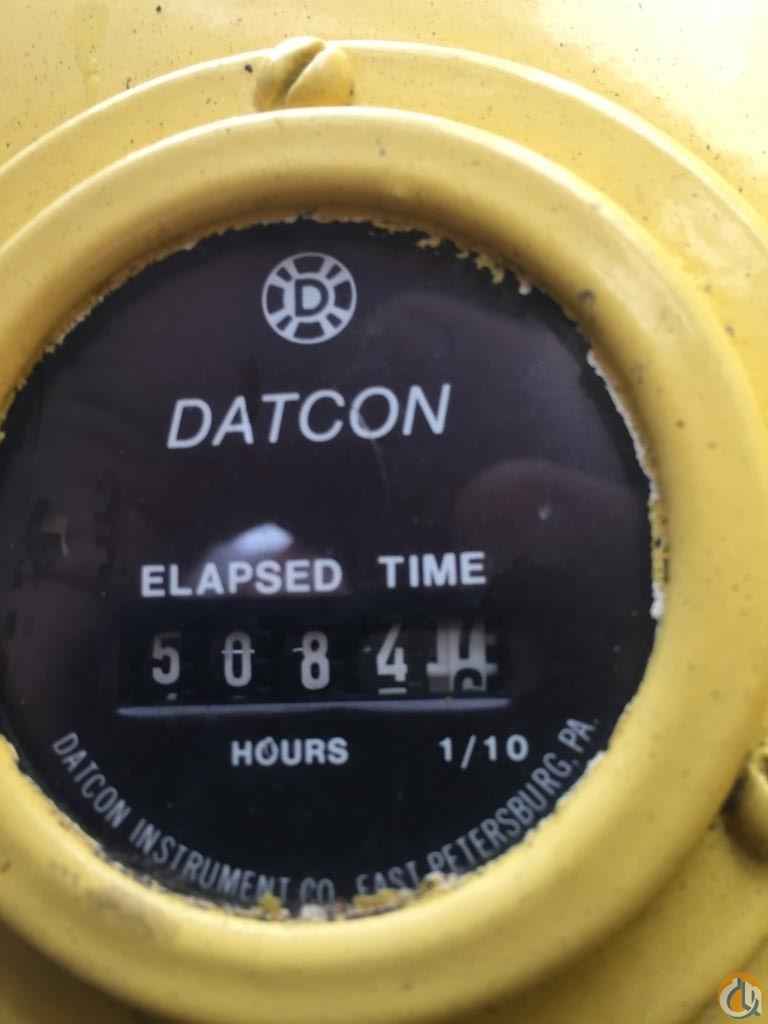 D
DATCON
ELAPSED TIME
5084
HOURS 1/10
DATCON INSTRUMENT CO. EAST PETERSBURG, PA.